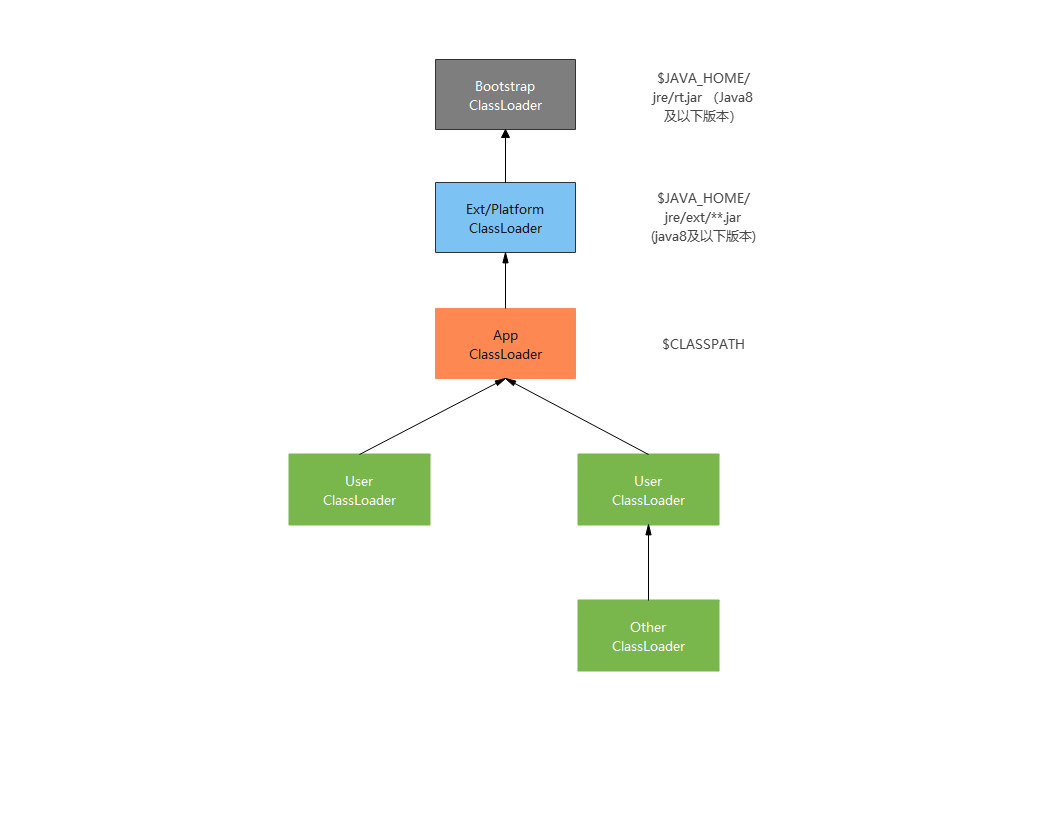 Bootstrap
ClassLoader
$JAVA_HOME/
jre/rt.jar （Java8
及以下版本）
Ext/Platform
ClassLoader
$JAVA_HOME/
jre/ext/**.jar
(java8及以下版本)
App
ClassLoader
$CLASSPATH
User
ClassLoader
User
ClassLoader
Other
ClassLoader